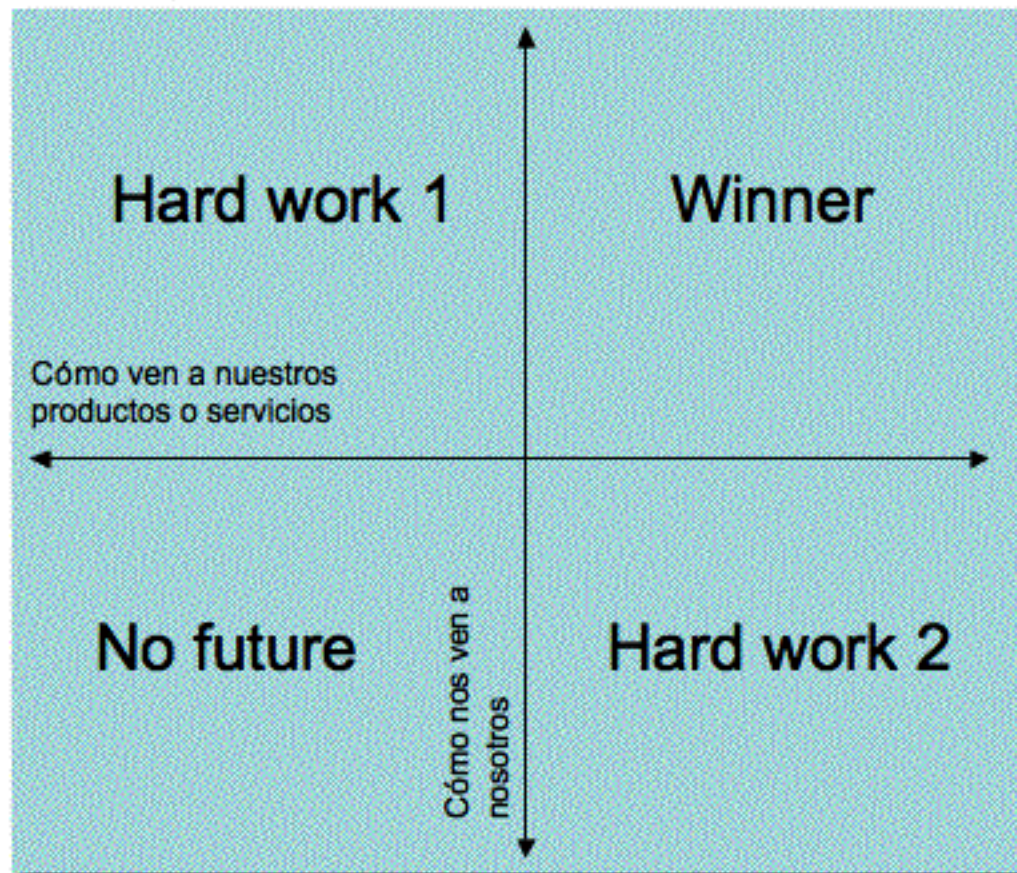 Hard work 1
Winner
Cómo ven a nuestros
productos o servicios
No future
Hard work 2
Cómo nos ven a
nosotros